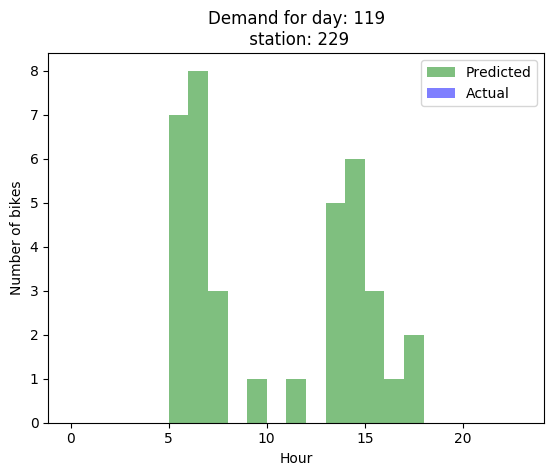 Demand for day: 119
station: 229
Predicted
Actual
Number of bikes
8
7
6
5
4
3
2
1
0
0 5 10 15 20
Hour